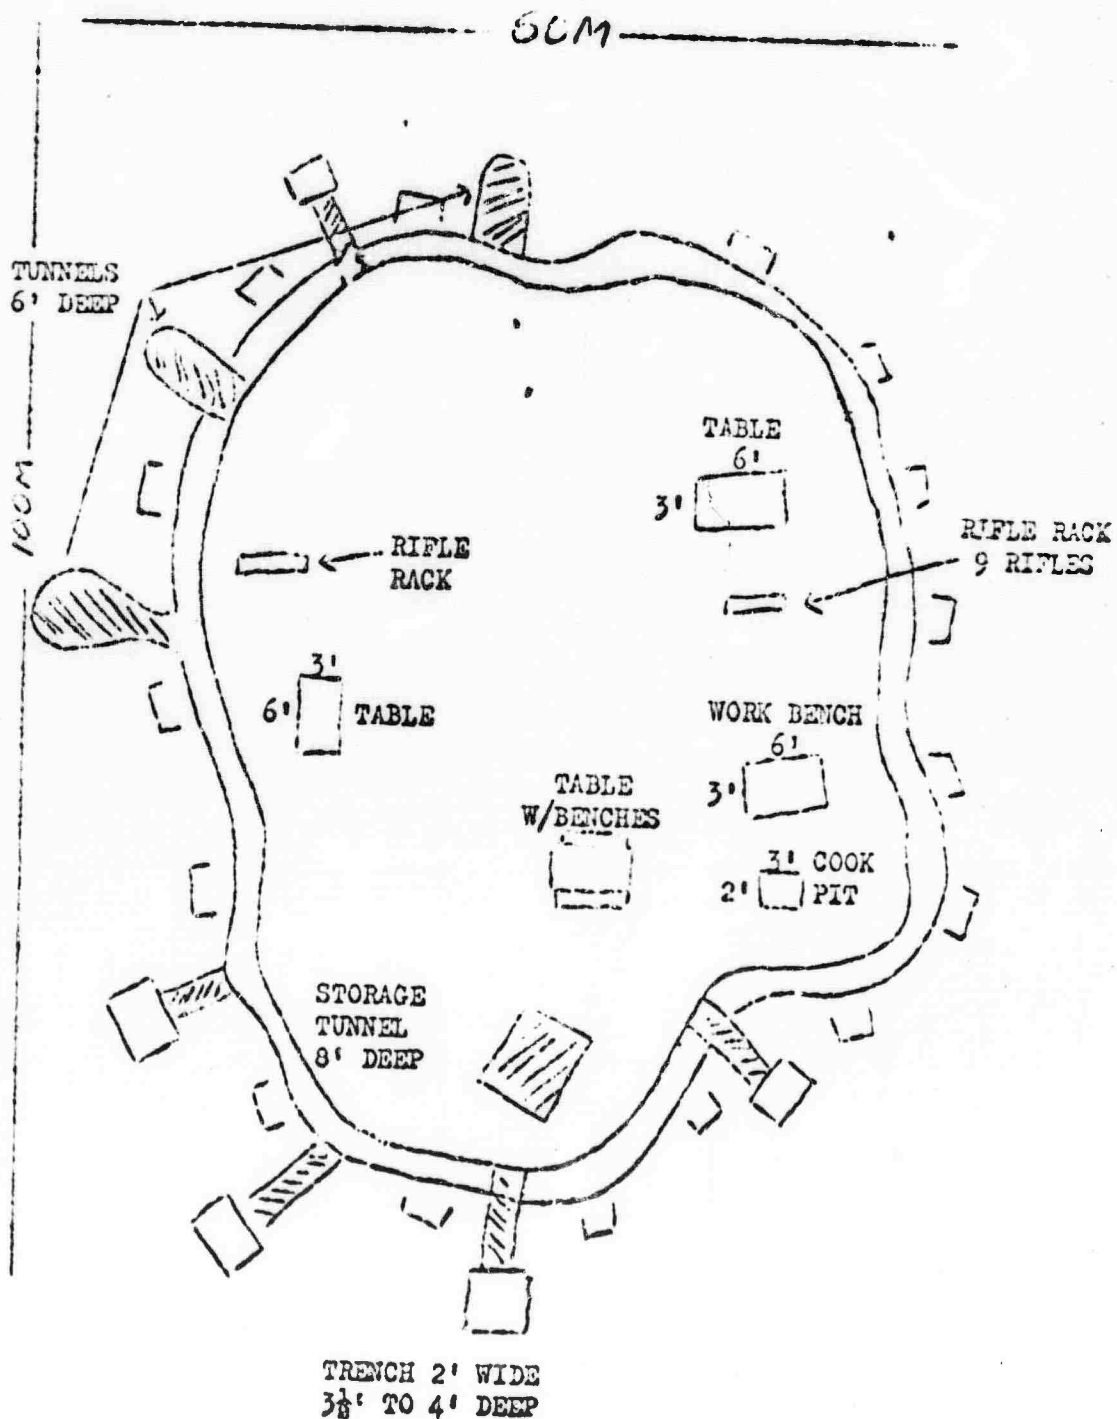 TUNNELS
6' DEEP
100M
TABLE
6'
3'
RIFLE
RACK
RIFLE RACK
9 RIFLES
3'
6' TABLE
WORK BENCH
6'
3'
TABLE
W/BENCHES
3' COOK
2' PIT
STORAGE
TUNNEL
8' DEEP
TRENCH 2' WIDE
3½' TO 4' DEEP